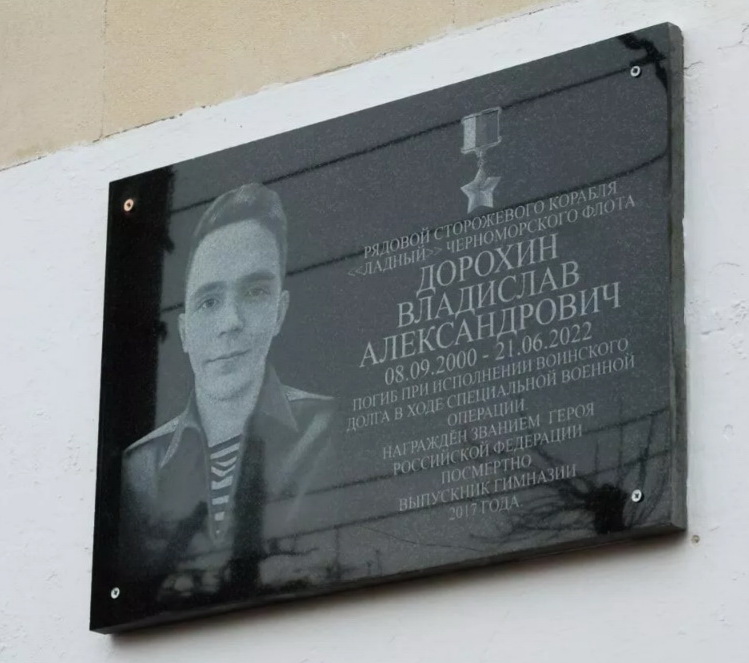 РЯДОВОЙ СТОРОЖЕВОГО КОРАБЛЯ
<<ЛАДНЫЙ>> ЧЕРНОМОРСКОГО ФЛОТА
ДОРОХИН
ВЛАДИСЛАВ
АЛЕКСАНДРОВИЧ
08.09.2000 - 21.06.2022
ПОГИБ ПРИ ИСПОЛНЕНИИ ВОИНСКОГО
ДОЛГА В ХОДЕ СПЕЦИАЛЬНОЙ ВОЕННОЙ
ОПЕРАЦИИ.
НАГРАЖДЁН ЗВАНИЕМ ГЕРОЯ
РОССИЙСКОЙ ФЕДЕРАЦИИ
ПОСМЕРТНО
ВЫПУСКНИК ГИМНАЗИИ
2017 ГОДА